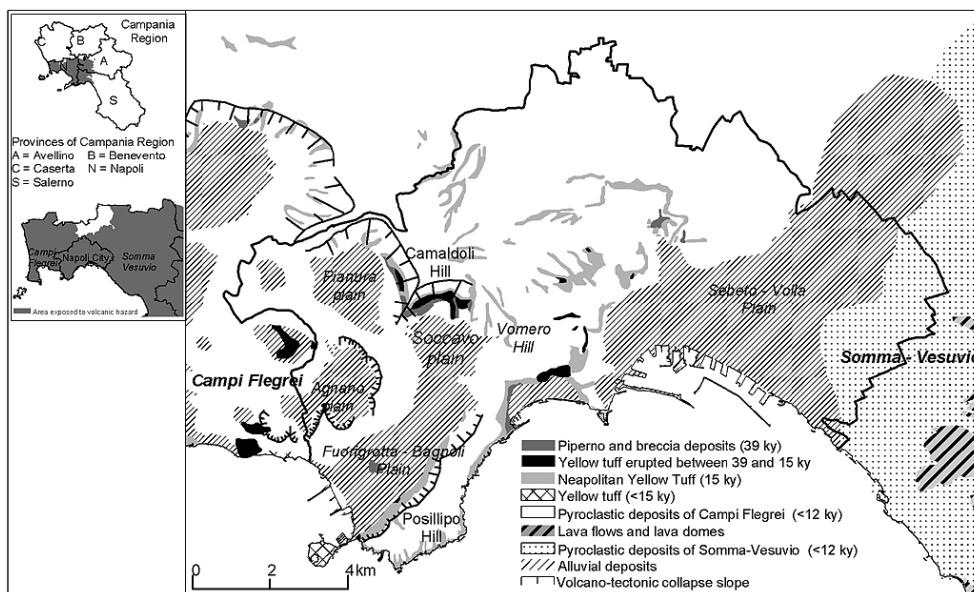 Campania
Region
C
B
A
N
S
Provinces of Campania Region
A = Avellino B = Benevento
C = Caserta N = Napoli
S = Salerno
Campi
Flegrei
Napoli City
Somma
Vesuvio
Area exposed to volcanic hazard
Camaldoli
Hill
Pianura
plain
Soccavo
plain
Vomero
Hill
Sebeto - Volla
Plain
Somma - Vesuvio
Campi Flegrei
Agnano
plain
Fuorigrotta - Bagnoli
Plain
Posillipo
Hill
0 2 4km
Piperno and breccia deposits (39 ky)
Yellow tuff erupted between 39 and 15 ky
Neapolitan Yellow Tuff (15 ky)
Yellow tuff (<15 ky)
Pyroclastic deposits of Campi Flegrei (<12 ky)
Lava flows and lava domes
Pyroclastic deposits of Somma-Vesuvio (<12 ky)
Alluvial deposits
Volcano-tectonic collapse slope